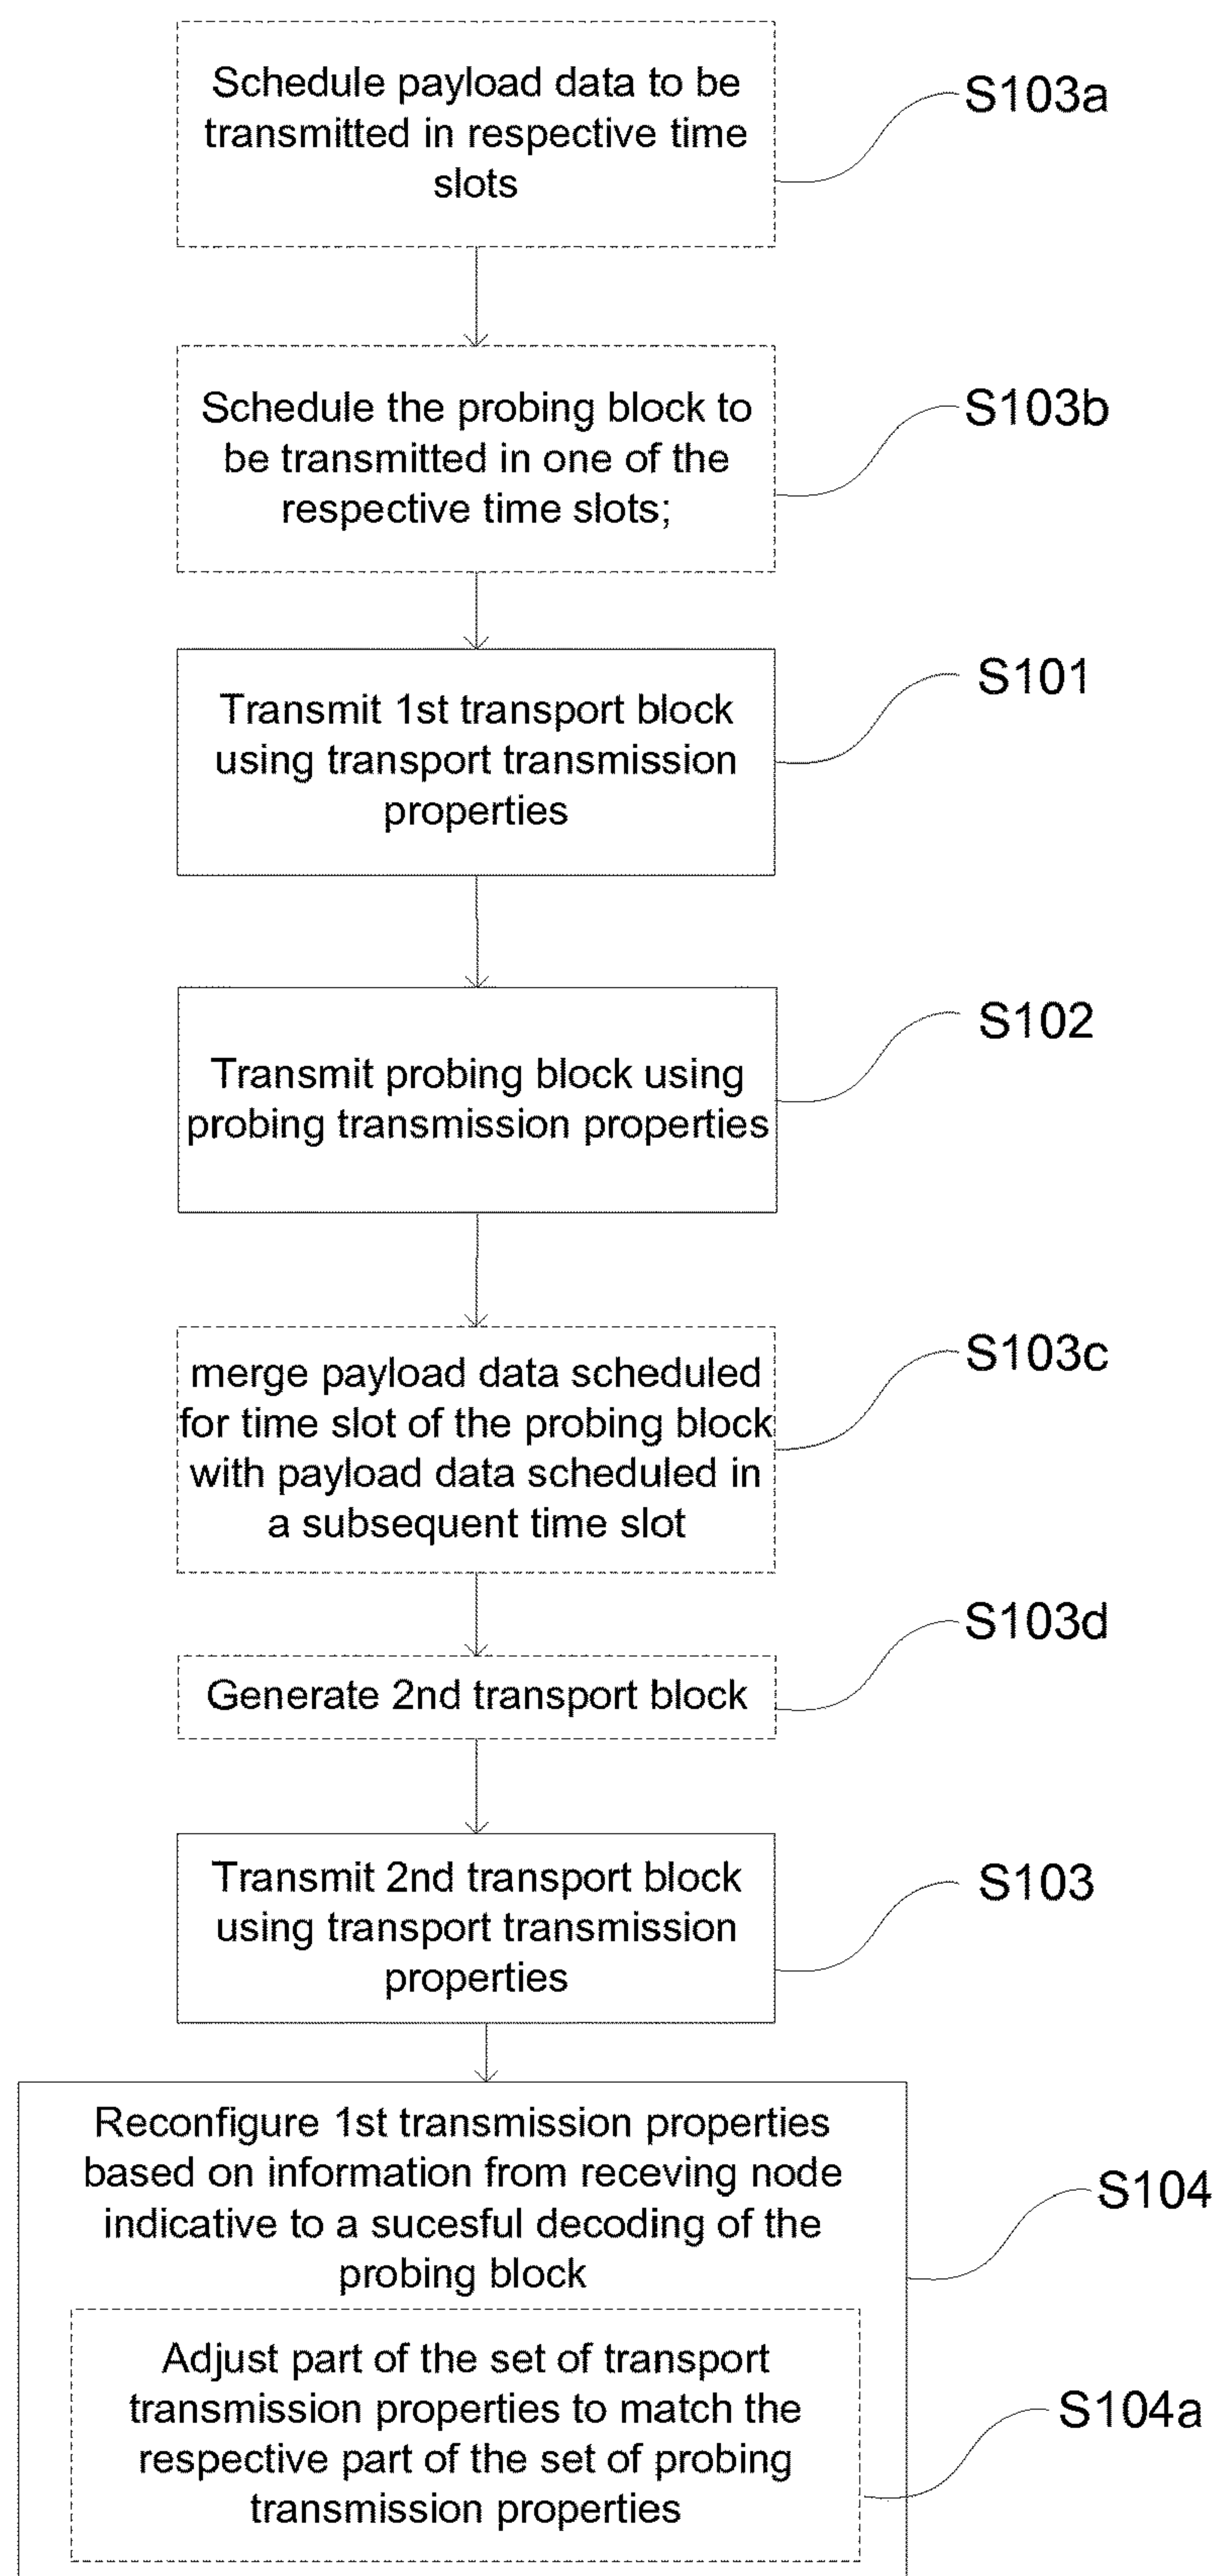 Schedule payload data to be
transmitted in respective time
slots
S103a
Schedule the probing block to
be transmitted in one of the
respective time slots;
S103b
Transmit 1st transport block
using transport transmission
properties
S101
Transmit probing block using
probing transmission properties
S102
merge payload data scheduled
for time slot of the probing block
with payload data scheduled in
a subsequent time slot
S103c
Generate 2nd transport block
S103d
Transmit 2nd transport block
using transport transmission
properties
S103
Reconfigure 1st transmission properties
based on information from receving node
indicative to a sucesful decoding of the
probing block
S104
Adjust part of the set of transport
transmission properties to match the
respective part of the set of probing
transmission properties
S104a